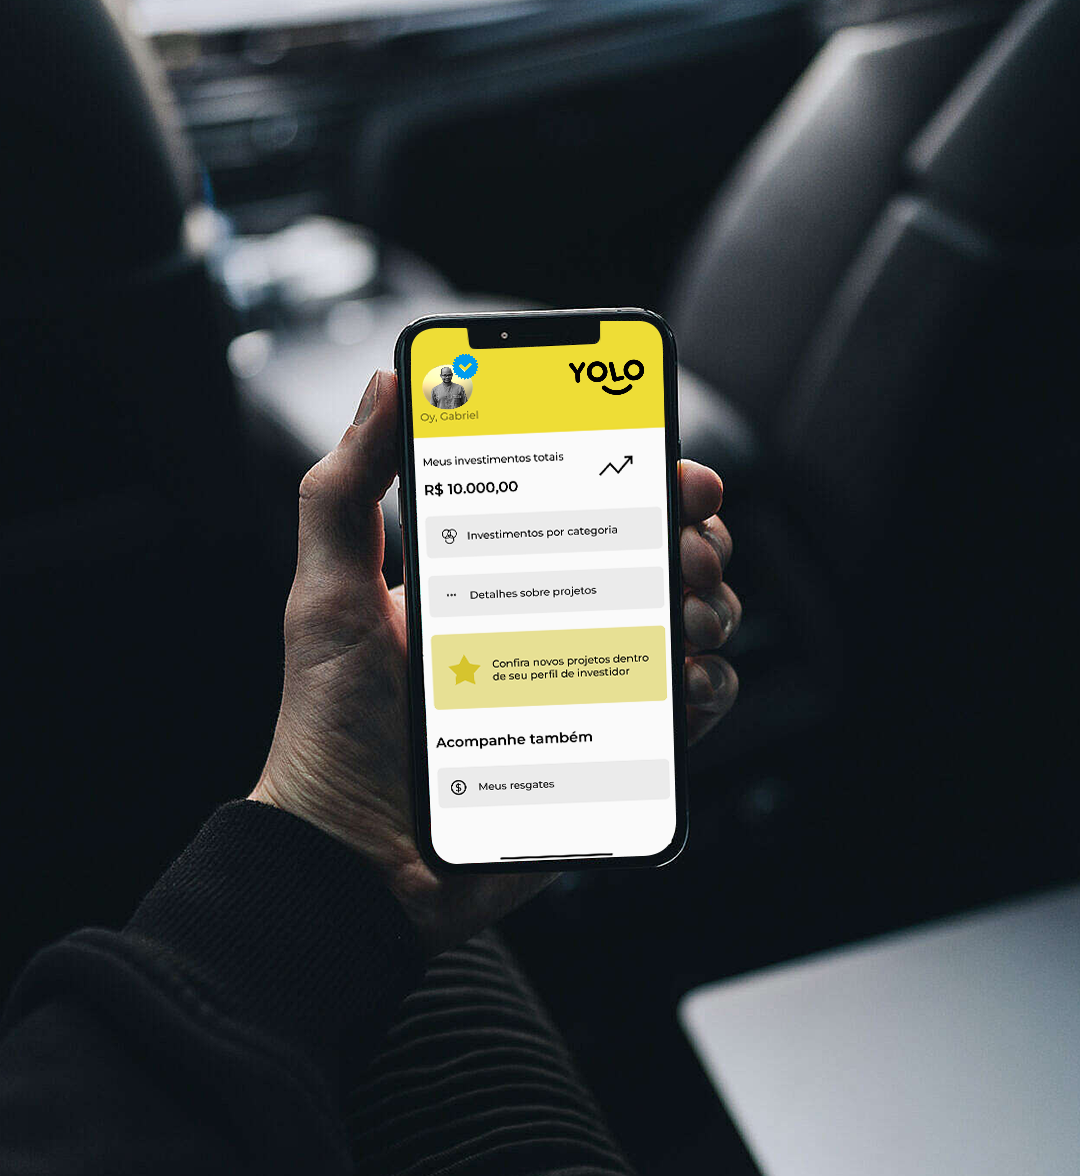 YOLO
Oy, Gabriel
Meus investimentos totais
R$ 10.000,00
Investimentos por categoria
Detalhes sobre projetos
Confira novos projetos dentro
de seu perfil de investidor
Acompanhe também
Meus resgates